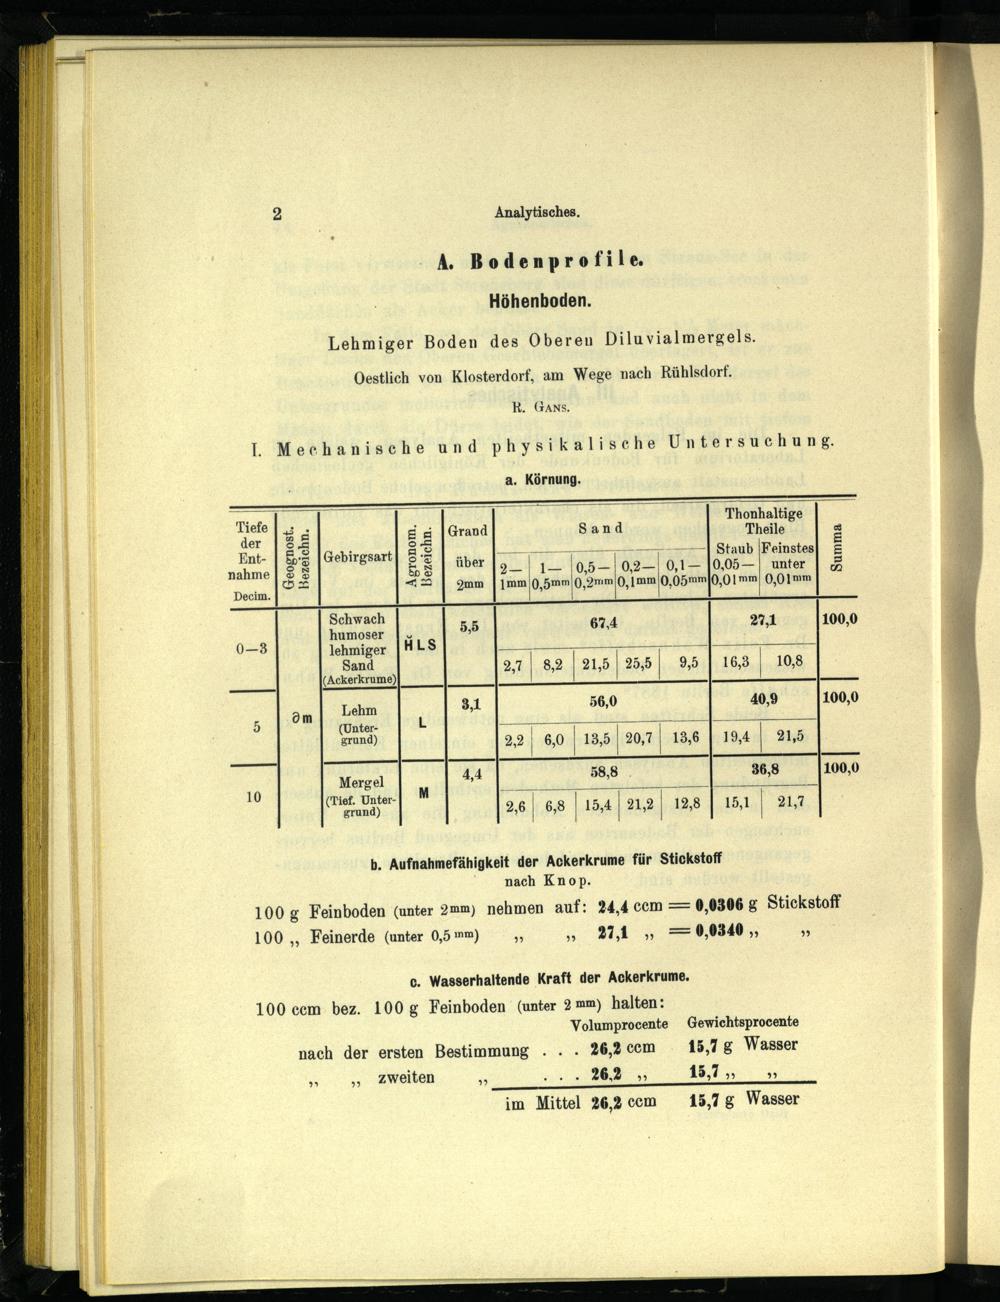 2 Analytisches.
A. Bodenprofile.
Höhenboden.
Lehmiger Boden des Oberen Diluvialmergels.
Oestlich von Klosterdorf, am Wege nach Rühlsdorf.
R. Gans.
I. Mechanische und physikalische Untersuchung.
a. Körnung.
Tiefe der Ent-nahme Decim. | Geognost. Bezeichn. | Gebirgsart | Agronom. Bezeichn. | Grand über 2mm | Sand | Thonhaltige Theile | Summa
2—1mm | 1—0,5mm | 0,5—0,2mm | 0,2—0,1mm | 0,1—0,05mm | Staub 0,05—0,01mm | Feinstes unter 0,01mm
0—3 | ∂m | Schwach humoser lehmiger Sand (Ackerkrume) | H̆LS | 5,5 | 67,4 | 27,1 | 100,0
2,7 | 8,2 | 21,5 | 25,5 | 9,5 | 16,3 | 10,8
5 | Lehm (Unter-grund) | L | 3,1 | 56,0 | 40,9 | 100,0
2,2 | 6,0 | 13,5 | 20,7 | 13,6 | 19,4 | 21,5
10 | Mergel (Tief. Unter-grund) | M | 4,4 | 58,8 | 36,8 | 100,0
2,6 | 6,8 | 15,4 | 21,2 | 12,8 | 15,1 | 21,7
b. Aufnahmefähigkeit der Ackerkrume für Stickstoff
nach Knop.
100 g Feinboden (unter 2mm) nehmen auf: 24,4 ccm = 0,0306 g Stickstoff
100 „ Feinerde (unter 0,5mm) „ „ 27,1 „ = 0,0340 „ „
c. Wasserhaltende Kraft der Ackerkrume.
100 ccm bez. 100 g Feinboden (unter 2mm) halten:
Volumprocente Gewichtsprocente
nach der ersten Bestimmung . . . 26,2 ccm 15,7 g Wasser
„ „ zweiten „ . . . 26,2 „ 15,7 „ „
im Mittel 26,2 ccm 15,7 g Wasser